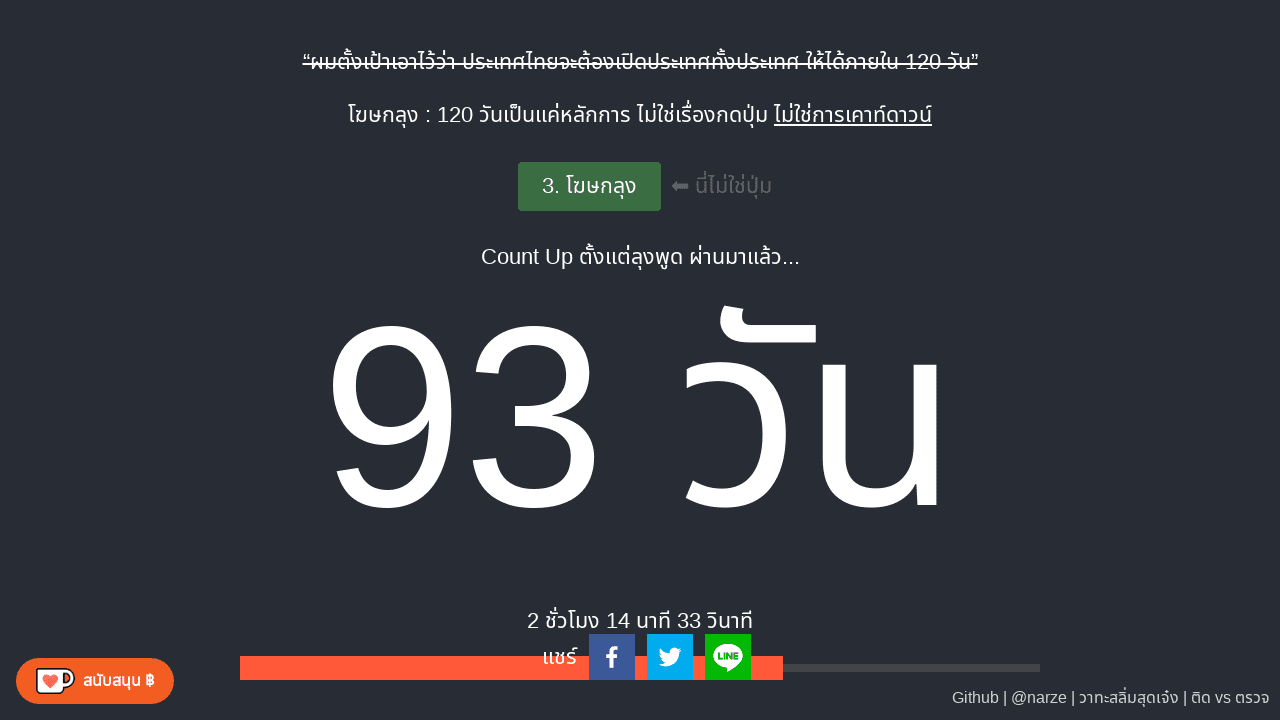 “ผมตั้งเป้าเอาไว้ว่า ประเทศไทยจะต้องเปิดประเทศทั้งประเทศ ให้ได้ภายใน 120 วัน”
โฆษกลุง : 120 วันเป็นแค่หลักการ ไม่ใช่เรื่องกดปุ่ม ไม่ใช่การเคาท์ดาวน์
3. โฆษกลุง ⬅ นี่ไม่ใช่ปุ่ม
Count Up ตั้งแต่ลุงพูด ผ่านมาแล้ว...
93 วัน
2 ชั่วโมง 14 นาที 33 วินาที
แชร์
LINE
สนับสนุน ฿
Github | @narze | วาทะสลิ่มสุดเจ๋ง | ติด vs ตรวจ